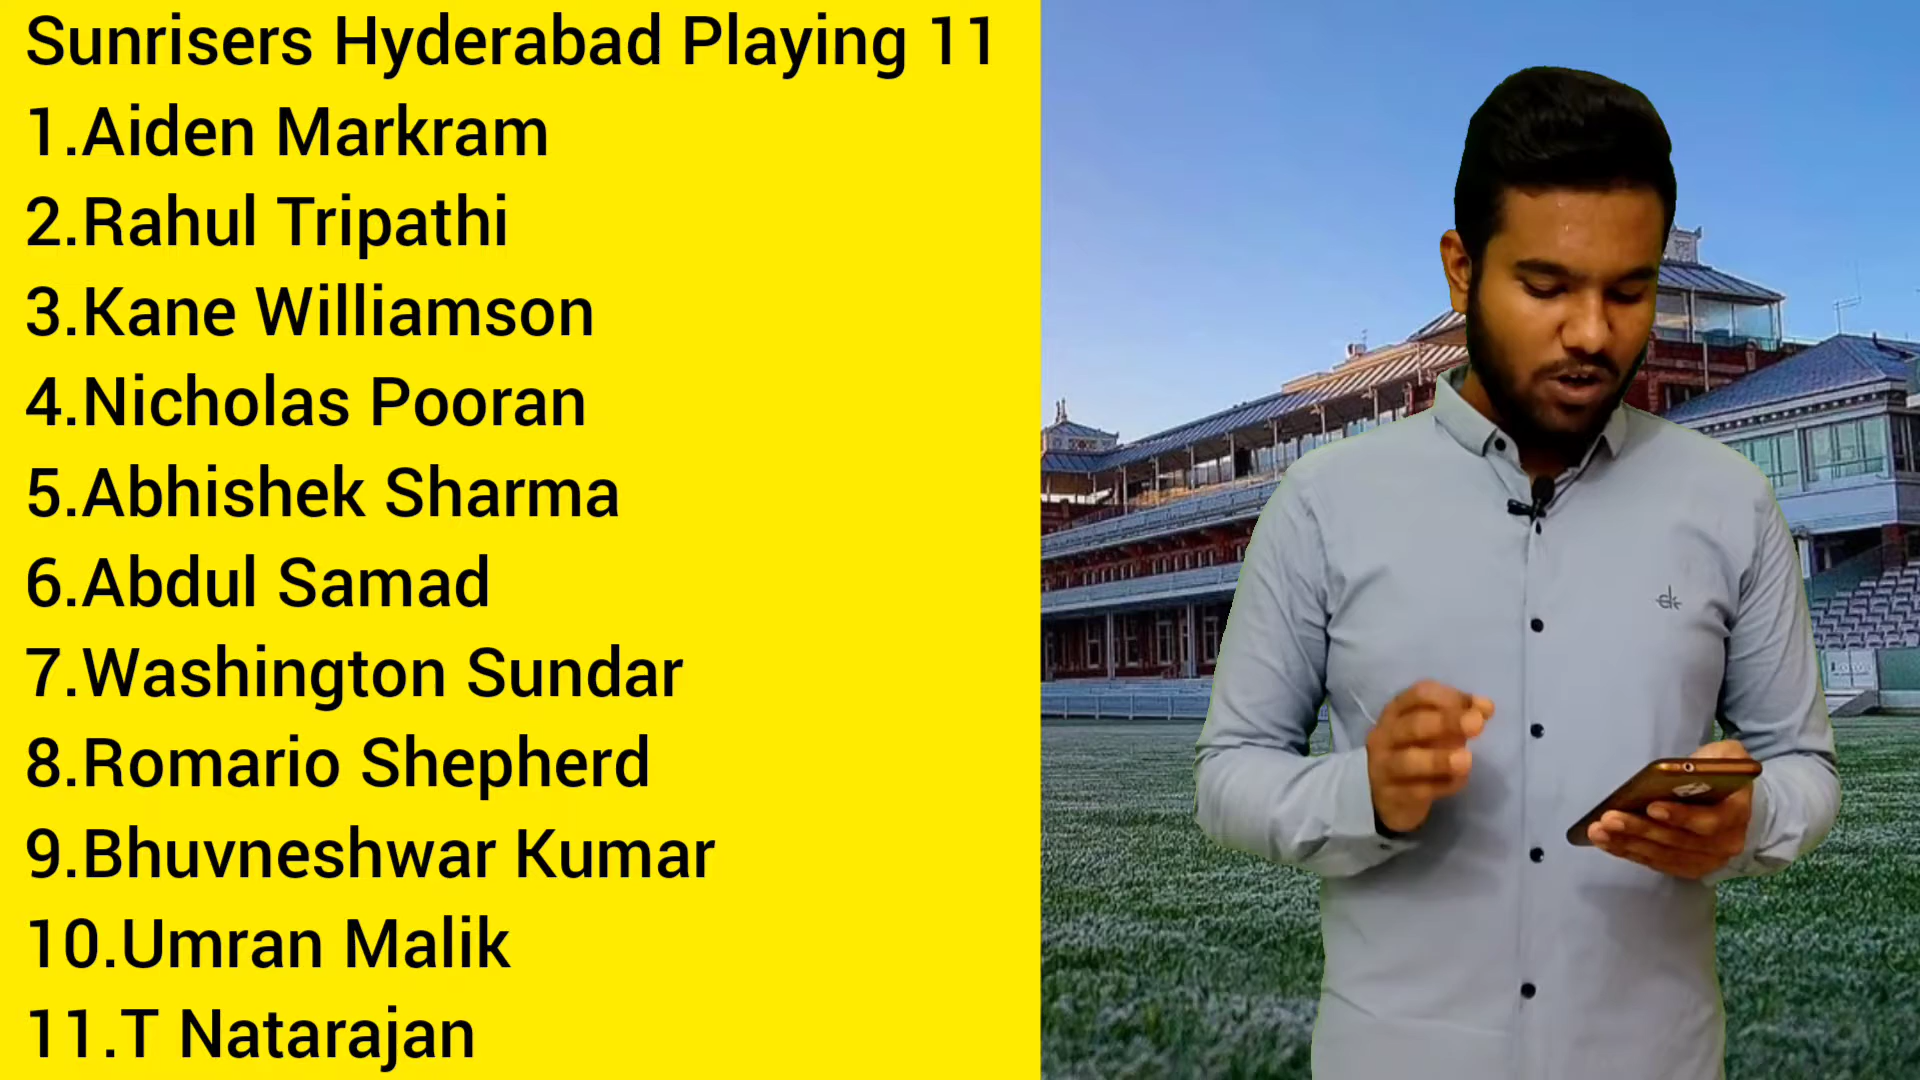 Sunrisers Hyderabad Playing 11
1.Aiden Markram
2.Rahul Tripathi
3.Kane Williamson
4.Nicholas Pooran
5.Abhishek Sharma
6.Abdul Samad
7.Washington Sundar
8.Romario Shepherd
9.Bhuvneshwar Kumar
10.Umran Malik
11.T Natarajan